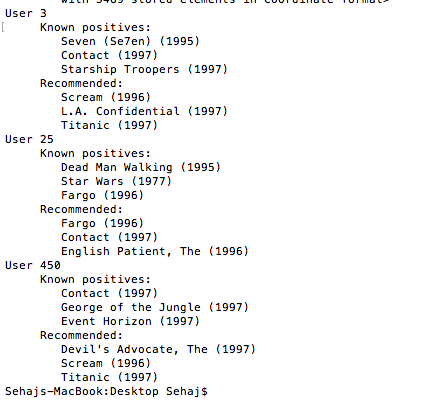 with 5469 stored elements in Coordinate format>
User 3
Known positives:
Seven (Se7en) (1995)
Contact (1997)
Starship Troopers (1997)
Recommended:
Scream (1996)
L.A. Confidential (1997)
Titanic (1997)
User 25
Known positives:
Dead Man Walking (1995)
Star Wars (1977)
Fargo (1996)
Recommended:
Fargo (1996)
Contact (1997)
English Patient, The (1996)
User 450
Known positives:
Contact (1997)
George of the Jungle (1997)
Event Horizon (1997)
Recommended:
Devil's Advocate, The (1997)
Scream (1996)
Titanic (1997)
Sehajs-MacBook:Desktop Sehaj$